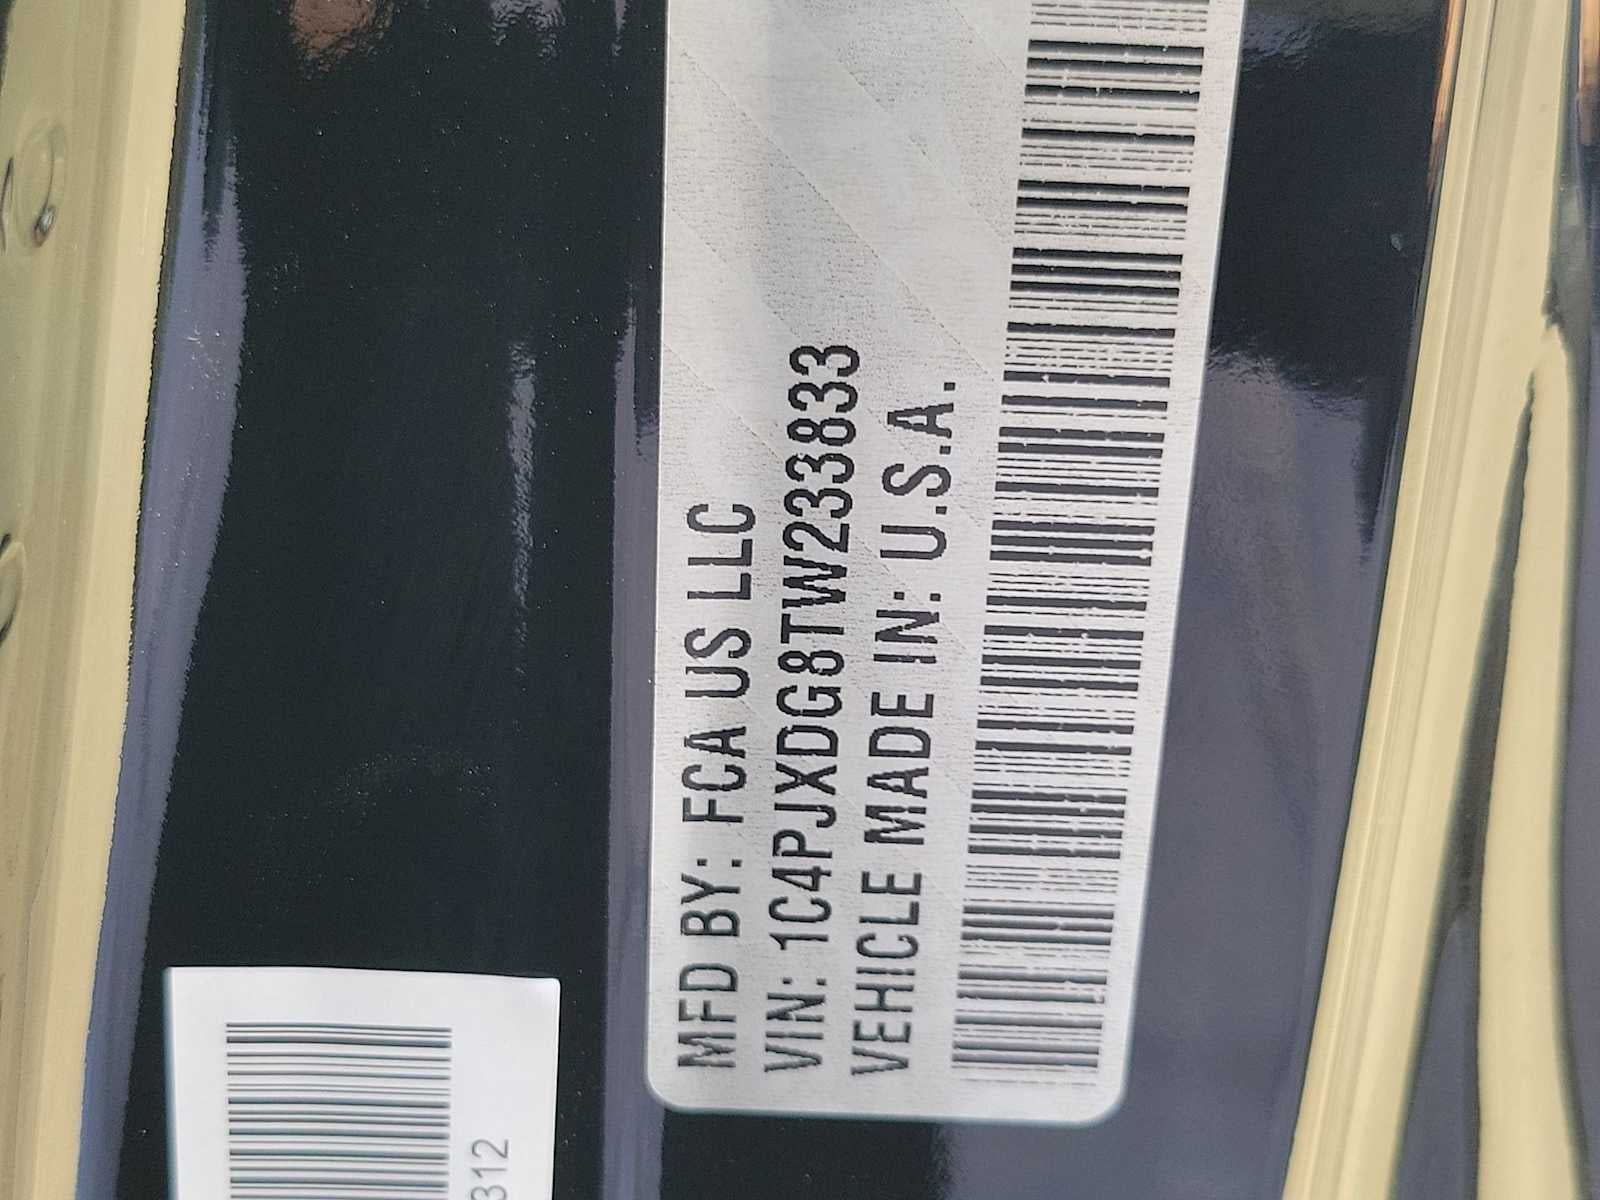 MFD BY: FCA US LLC
VIN: 1C4PJXDG8TW233833
VEHICLE MADE IN: U.S.A.
312